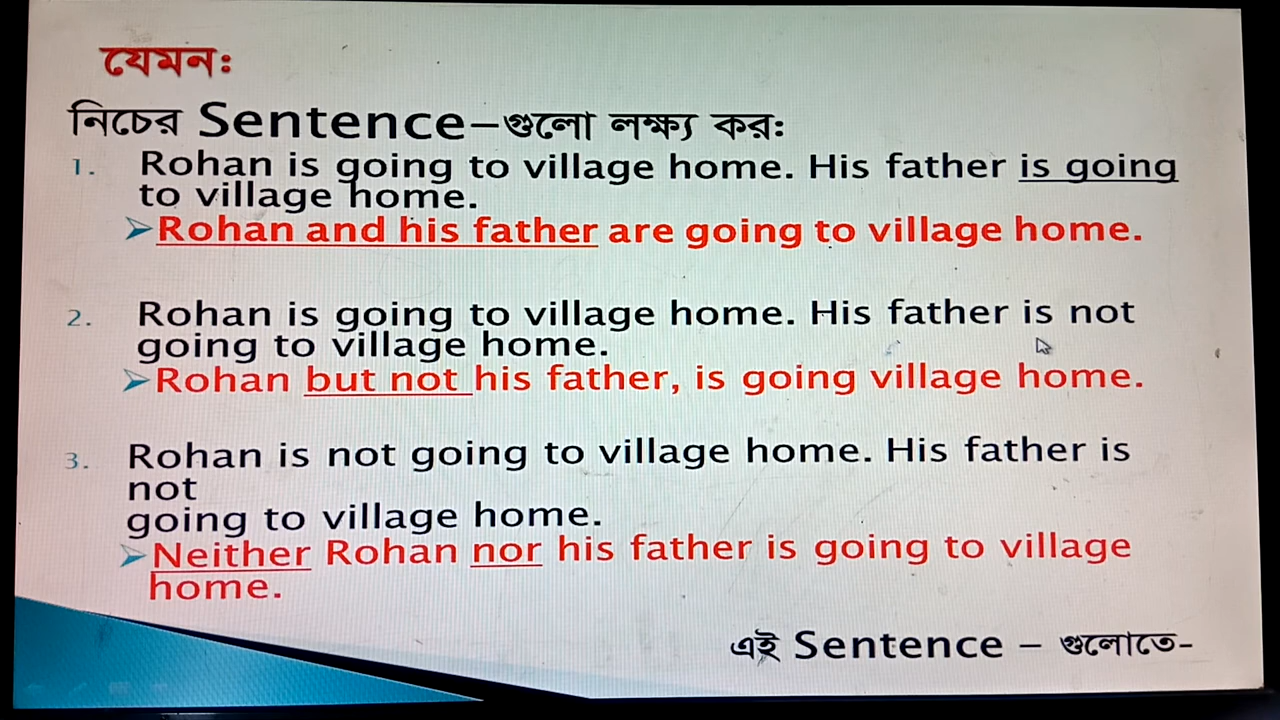 যেমনঃ
নিচের Sentence–গুলো লক্ষ্য করঃ
1. Rohan is going to village home. His father is going
to village home.
➢Rohan and his father are going to village home.
2. Rohan is going to village home. His father is not
going to village home.
➢Rohan but not his father, is going village home.
3. Rohan is not going to village home. His father is
not
going to village home.
➢Neither Rohan nor his father is going to village
home.
এই Sentence – গুলোতে-